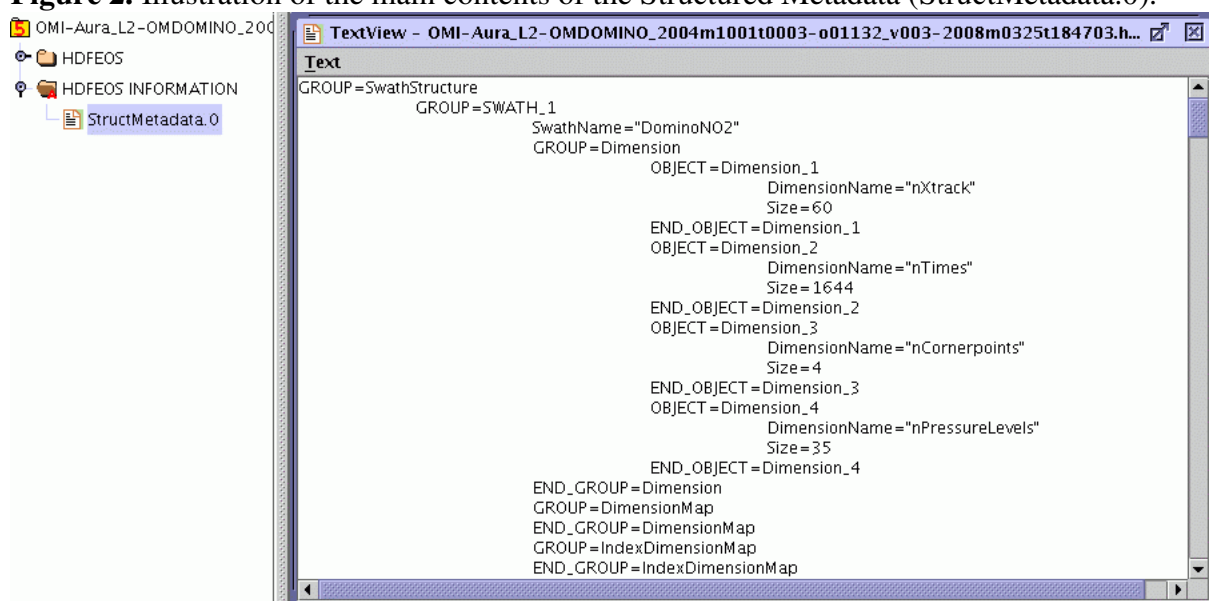 Figure 2. Illustration of the main contents of the Structured Metadata (StructMetadata.0).
OMI-Aura_L2-OMDOMINO_200
HDFEOS
HDFEOS INFORMATION
StructMetadata.0
TextView - OMI-Aura_L2-OMDOMINO_2004m1001t0003-o01132_v003-2008m0325t184703.h...
Text
GROUP=SwathStructure
GROUP=SWATH_1
SwathName="DominoNO2"
GROUP=Dimension
OBJECT=Dimension_1
DimensionName="nXtrack"
Size=60
END_OBJECT=Dimension_1
OBJECT=Dimension_2
DimensionName="nTimes"
Size=1644
END_OBJECT=Dimension_2
OBJECT=Dimension_3
DimensionName="nCornerpoints"
Size=4
END_OBJECT=Dimension_3
OBJECT=Dimension_4
DimensionName="nPressureLevels"
Size=35
END_OBJECT=Dimension_4
END_GROUP=Dimension
GROUP=DimensionMap
END_GROUP=DimensionMap
GROUP=IndexDimensionMap
END_GROUP=IndexDimensionMap